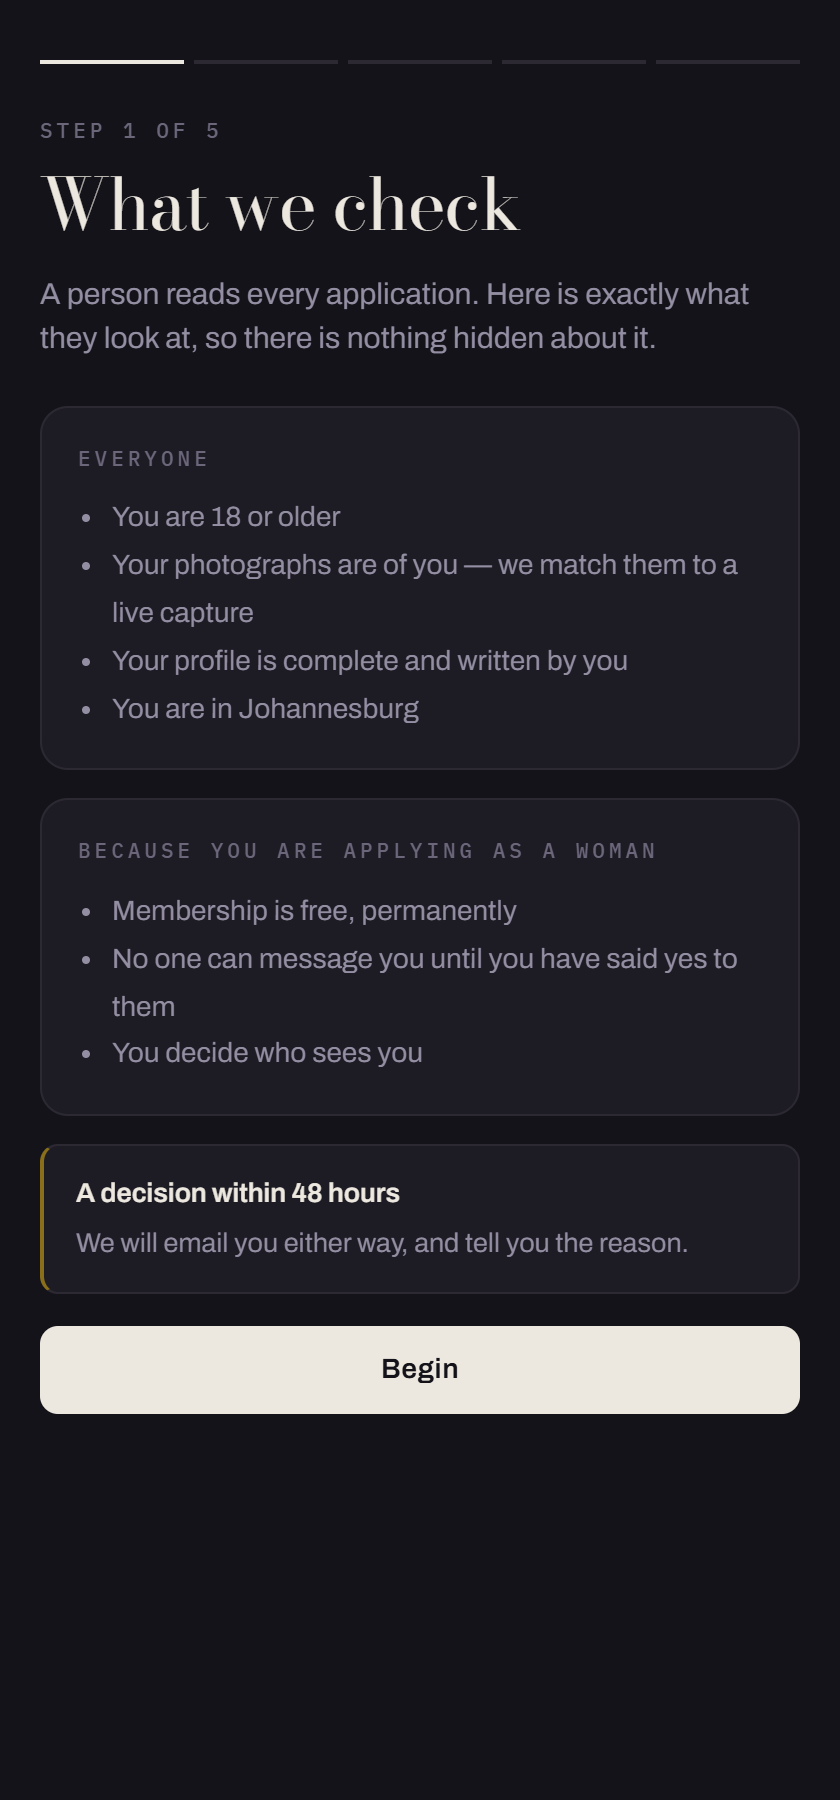 STEP 1 OF 5
What we check
A person reads every application. Here is exactly what
they look at, so there is nothing hidden about it.
EVERYONE
• You are 18 or older
• Your photographs are of you — we match them to a
live capture
• Your profile is complete and written by you
• You are in Johannesburg
BECAUSE YOU ARE APPLYING AS A WOMAN
• Membership is free, permanently
• No one can message you until you have said yes to
them
• You decide who sees you
A decision within 48 hours
We will email you either way, and tell you the reason.
Begin